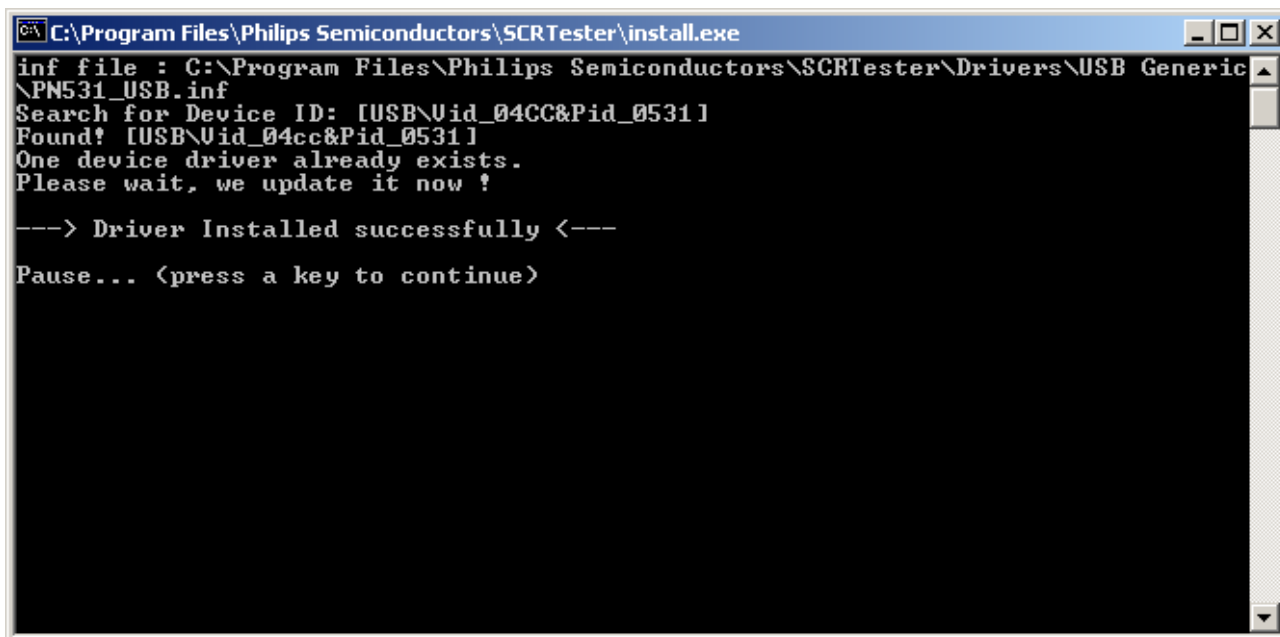 C:\Program Files\Philips Semiconductors\SCRTester\install.exe
inf file : C:\Program Files\Philips Semiconductors\SCRTester\Drivers\USB Generic
\PN531_USB.inf
Search for Device ID: [USB\Vid_04CC&Pid_0531]
Found! [USB\Vid_04cc&Pid_0531]
One device driver already exists.
Please wait, we update it now !
---> Driver Installed successfully <---
Pause... (press a key to continue)